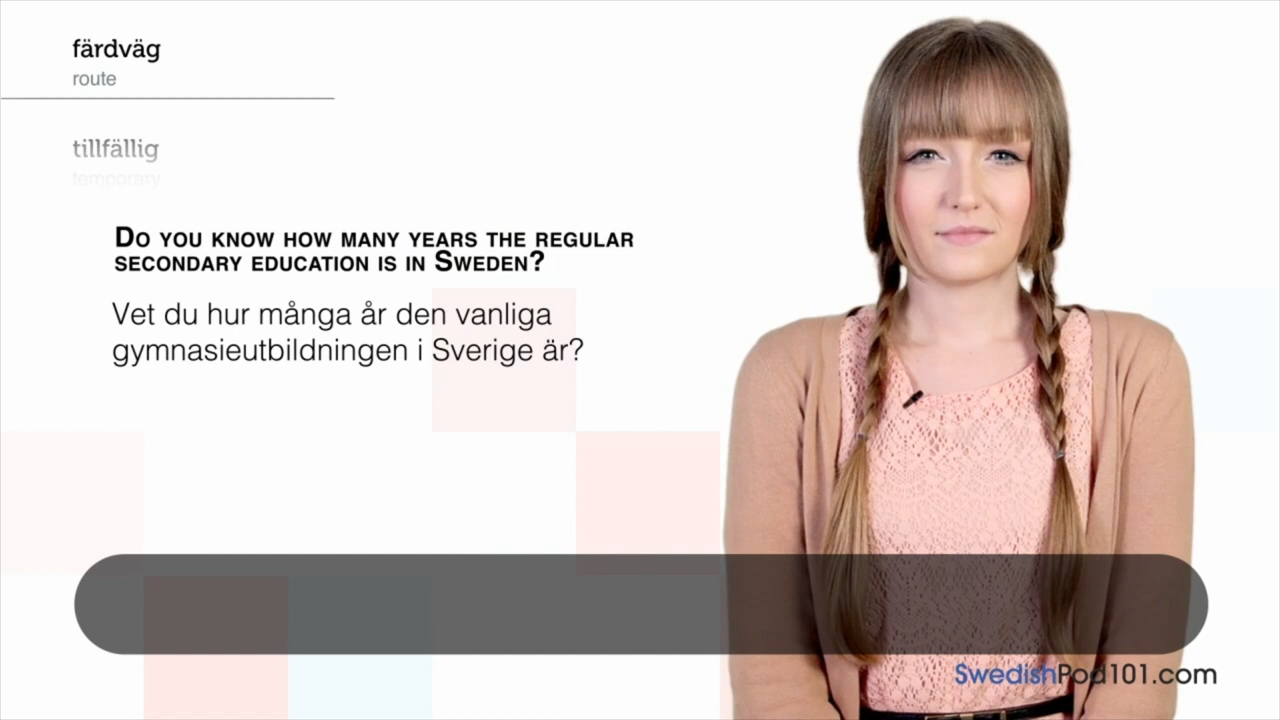 färdväg
route
tillfällig
temporary
Do you know how many years the regular
secondary education is in Sweden?
Vet du hur många år den vanliga
gymnasieutbildningen i Sverige är?
SwedishPod101.com